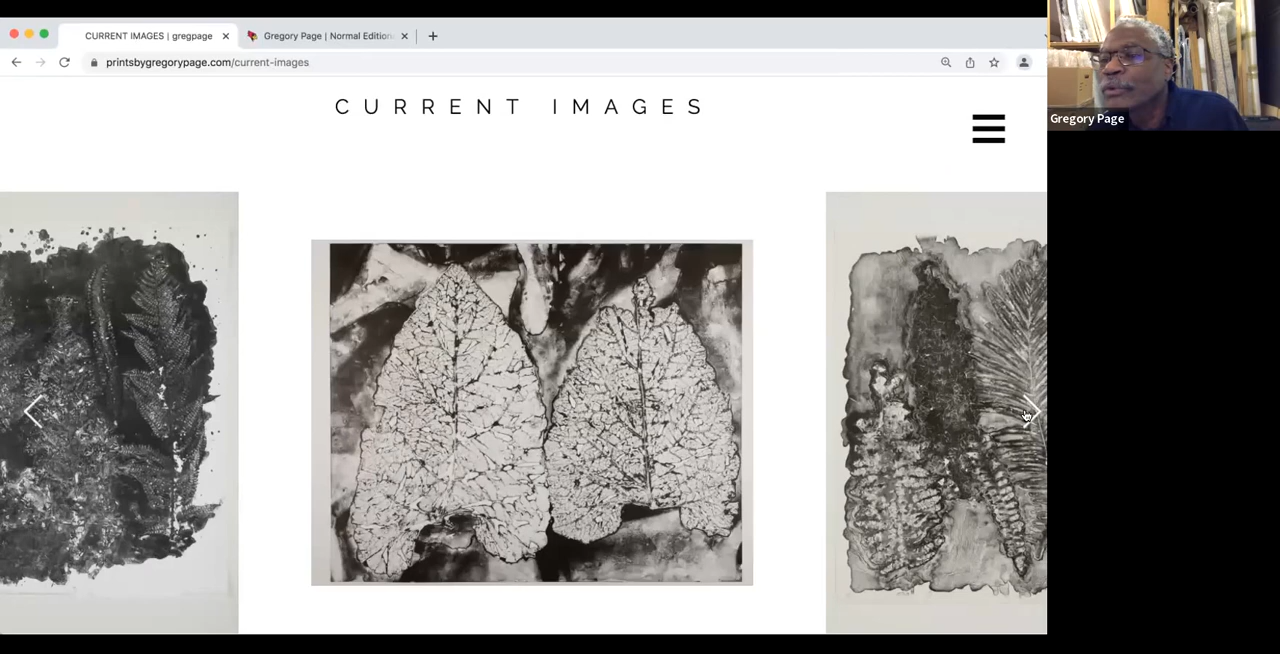 CURRENT IMAGES | gregpage
Gregory Page | Normal Edition
printsbygregorypage.com/current-images
CURRENT IMAGES
Gregory Page